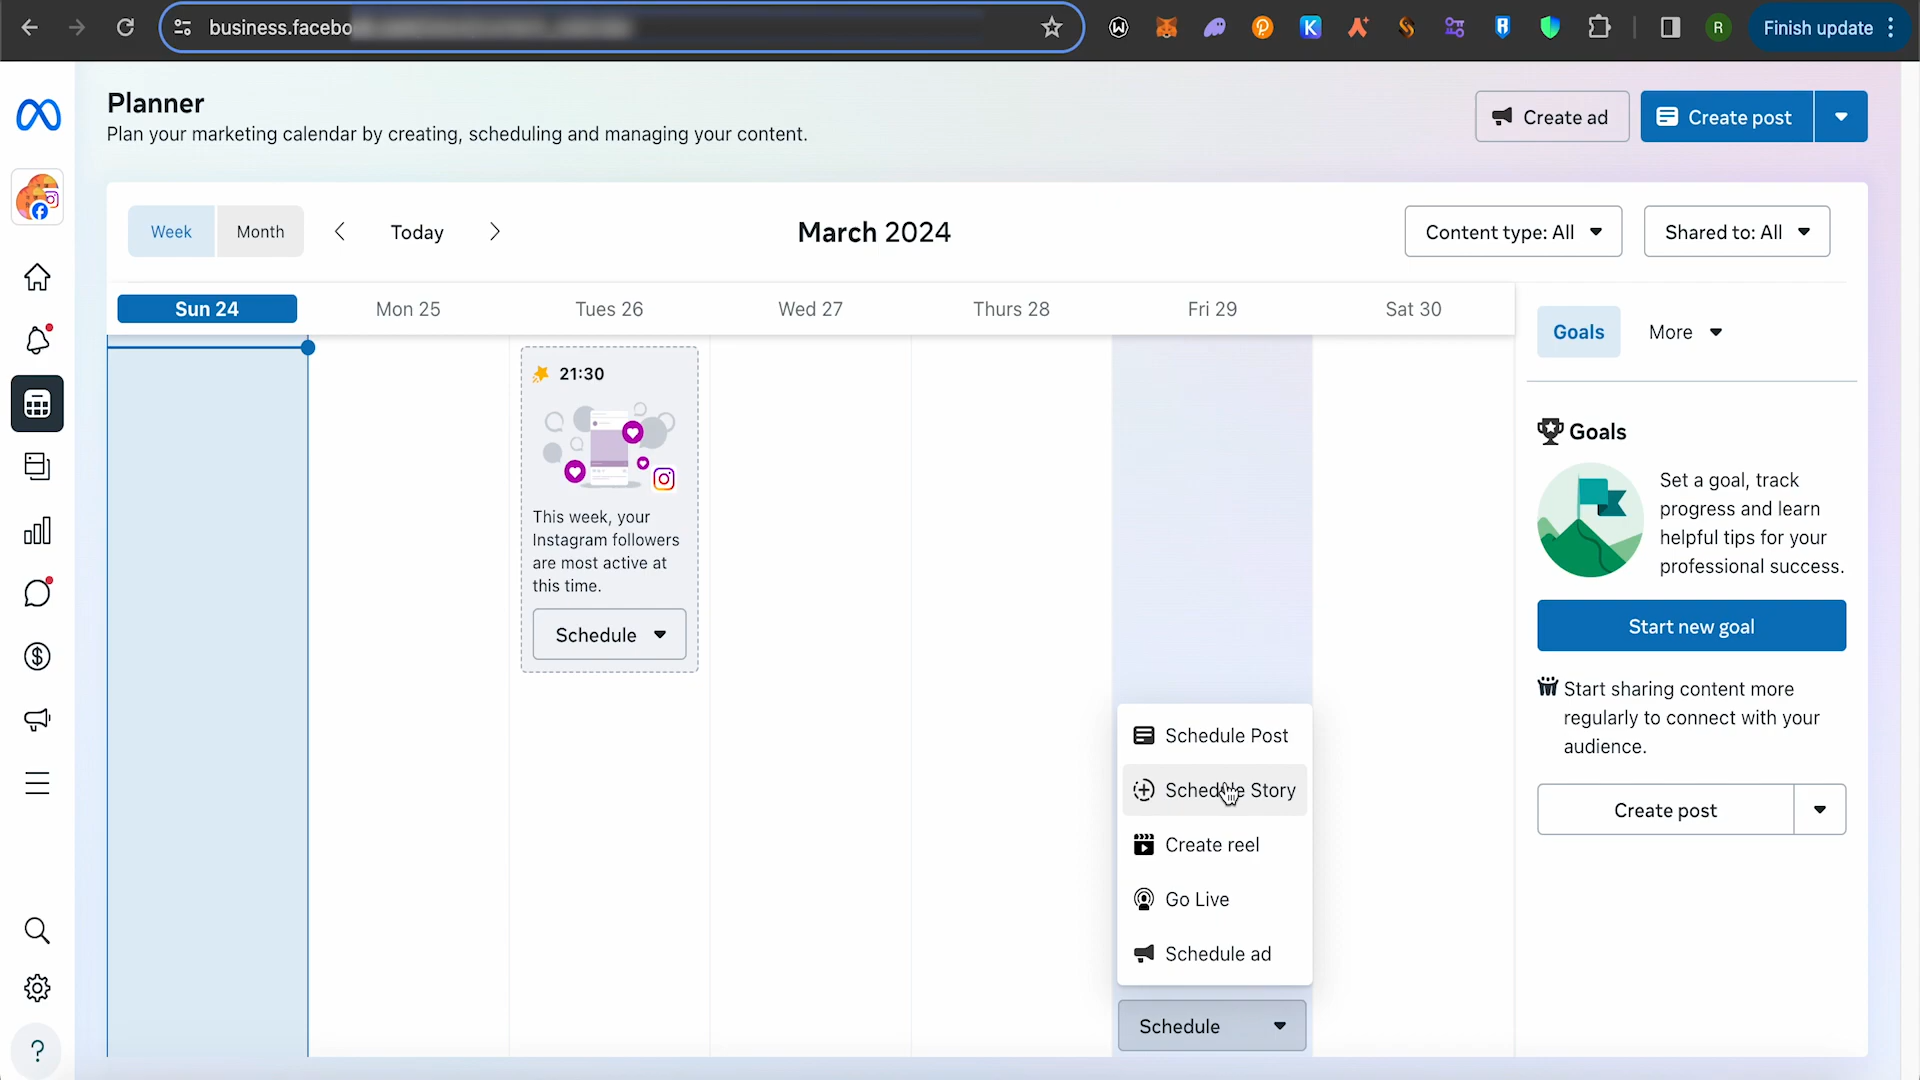 business.facebo
Finish update
R
Planner
Plan your marketing calendar by creating, scheduling and managing your content.
Create ad
Create post
Week
Month
Today
March 2024
Content type: All
Shared to: All
Sun 24
Mon 25
Tues 26
Wed 27
Thurs 28
Fri 29
Sat 30
21:30
This week, your
Instagram followers
are most active at
this time.
Schedule
Schedule Post
Schedule Story
Create reel
Go Live
Schedule ad
Schedule
Goals
More
Goals
Set a goal, track
progress and learn
helpful tips for your
professional success.
Start new goal
Start sharing content more
regularly to connect with your
audience.
Create post